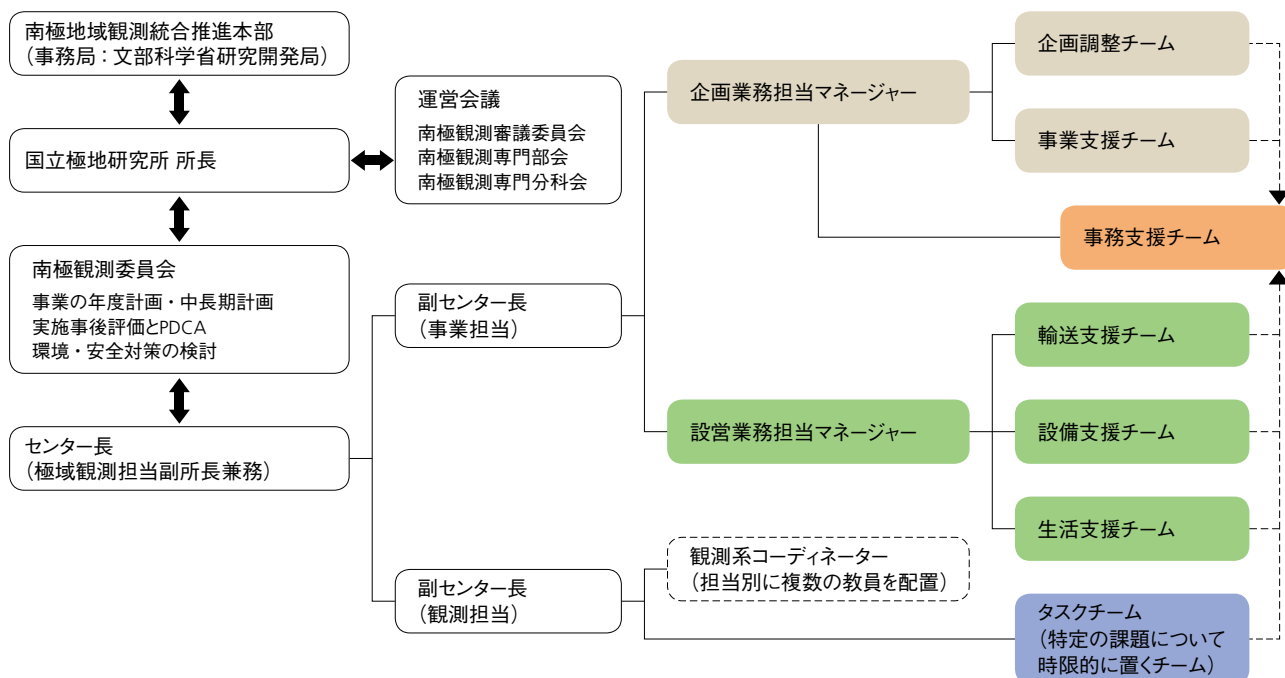 南極地域観測統合推進本部
（事務局：文部科学省研究開発局）
国立極地研究所 所長
運営会議
南極観測審議委員会
南極観測専門部会
南極観測専門分科会
南極観測委員会
事業の年度計画・中長期計画
実施事後評価とPDCA
環境・安全対策の検討
センター長
（極域観測担当副所長兼務）
副センター長
（事業担当）
副センター長
（観測担当）
企画業務担当マネージャー
設営業務担当マネージャー
観測系コーディネーター
（担当別に複数の教員を配置）
企画調整チーム
事業支援チーム
事務支援チーム
輸送支援チーム
設備支援チーム
生活支援チーム
タスクチーム
（特定の課題について
時限的に置くチーム）